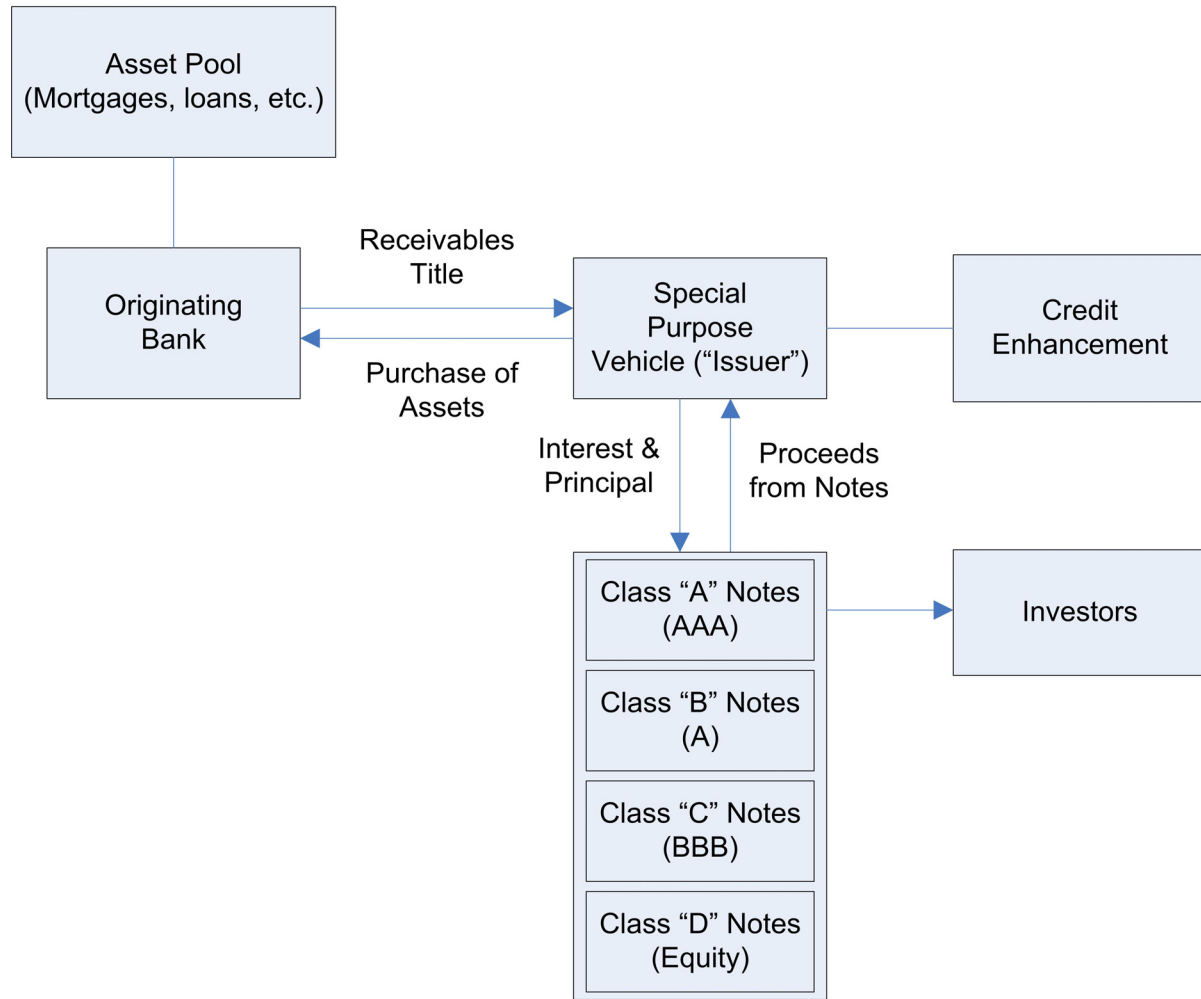 Asset Pool
(Mortgages, loans, etc.)
Originating
Bank
Receivables
Title
Purchase of
Assets
Special
Purpose
Vehicle (“Issuer”)
Credit
Enhancement
Interest &
Principal
Proceeds
from Notes
Class “A” Notes
(AAA)
Class “B” Notes
(A)
Class “C” Notes
(BBB)
Class “D” Notes
(Equity)
Investors